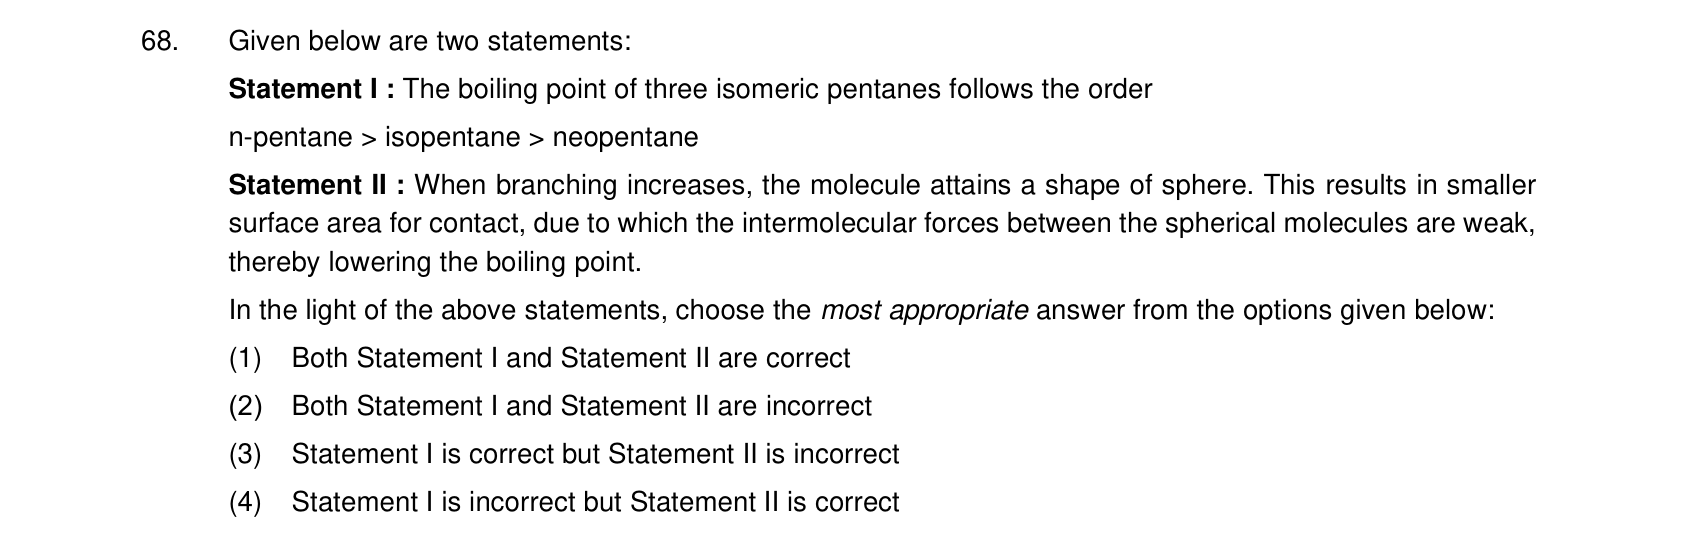 68. Given below are two statements:
Statement I : The boiling point of three isomeric pentanes follows the order
n-pentane > isopentane > neopentane
Statement II : When branching increases, the molecule attains a shape of sphere. This results in smaller
surface area for contact, due to which the intermolecular forces between the spherical molecules are weak,
thereby lowering the boiling point.
In the light of the above statements, choose the most appropriate answer from the options given below:
(1) Both Statement I and Statement II are correct
(2) Both Statement I and Statement II are incorrect
(3) Statement I is correct but Statement II is incorrect
(4) Statement I is incorrect but Statement II is correct